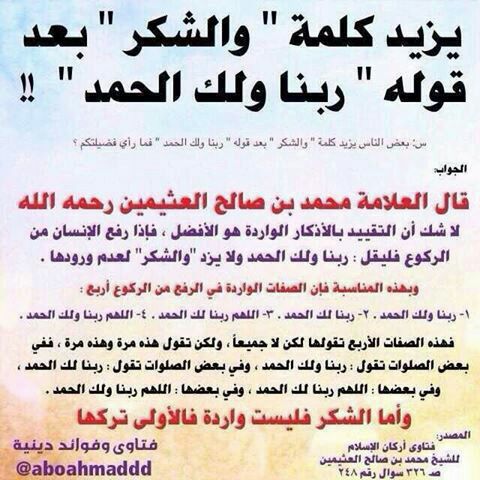 يزيد كلمة " والشكر " بعد
قوله " ربنا ولك الحمد " !!
س: بعض الناس يزيد كلمة " والشكر " بعد قوله " ربنا ولك الحمد " فما رأي فضيلتكم ؟
الجواب:
قال العلامة محمد بن صالح العثيمين رحمه الله
لا شك أن التقييد بالأذكار الواردة هو الأفضل ، فإذا رفع الإنسان من
الركوع فليقل : ربنا ولك الحمد ولا يزد "والشكر" لعدم ورودها .
وبهذه المناسبة فإن الصفات الواردة في الرفع من الركوع أربع :
١- ربنا ولك الحمد . ٢- ربنا لك الحمد . ٣- اللهم ربنا لك الحمد . ٤- اللهم ربنا ولك الحمد .
فهذه الصفات الأربع تقولها لكن لا جميعاً ، ولكن تقول هذه مرة وهذه مرة ، ففي
بعض الصلوات تقول : ربنا ولك الحمد ، وفي بعض الصلوات تقول : ربنا لك الحمد ،
وفي بعضها : اللهم ربنا لك الحمد ، وفي بعضها : اللهم ربنا ولك الحمد .
وأما الشكر فليست واردة فالأولى تركها
المصدر:
فتاوى أركان الإسلام
للشيخ محمد بن صالح العثيمين
صـ ٣٢٦ سوال رقم ٢٤٨
فتاوى وفوائد دينية
@aboahmaddd